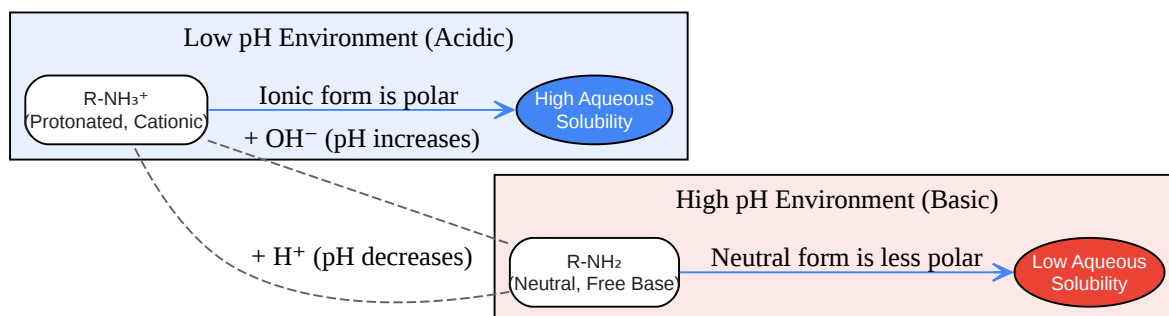 Low pH Environment (Acidic)
R-NH₃⁺
(Protonated, Cationic)
Ionic form is polar
High Aqueous
Solubility
+ OH⁻ (pH increases)
High pH Environment (Basic)
+ H⁺ (pH decreases)
R-NH₂
(Neutral, Free Base)
Neutral form is less polar
Low Aqueous
Solubility